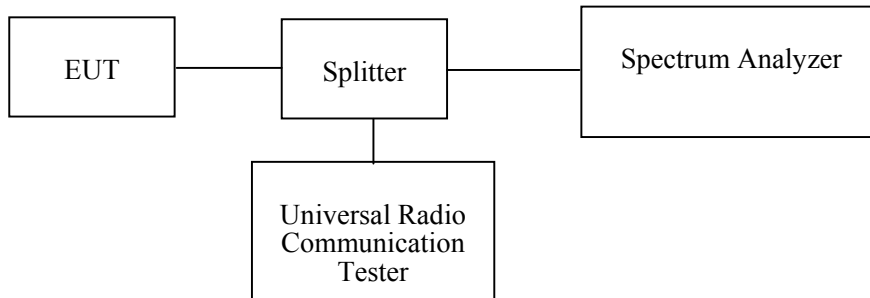 EUT
Splitter
Spectrum Analyzer
Universal Radio
Communication
Tester